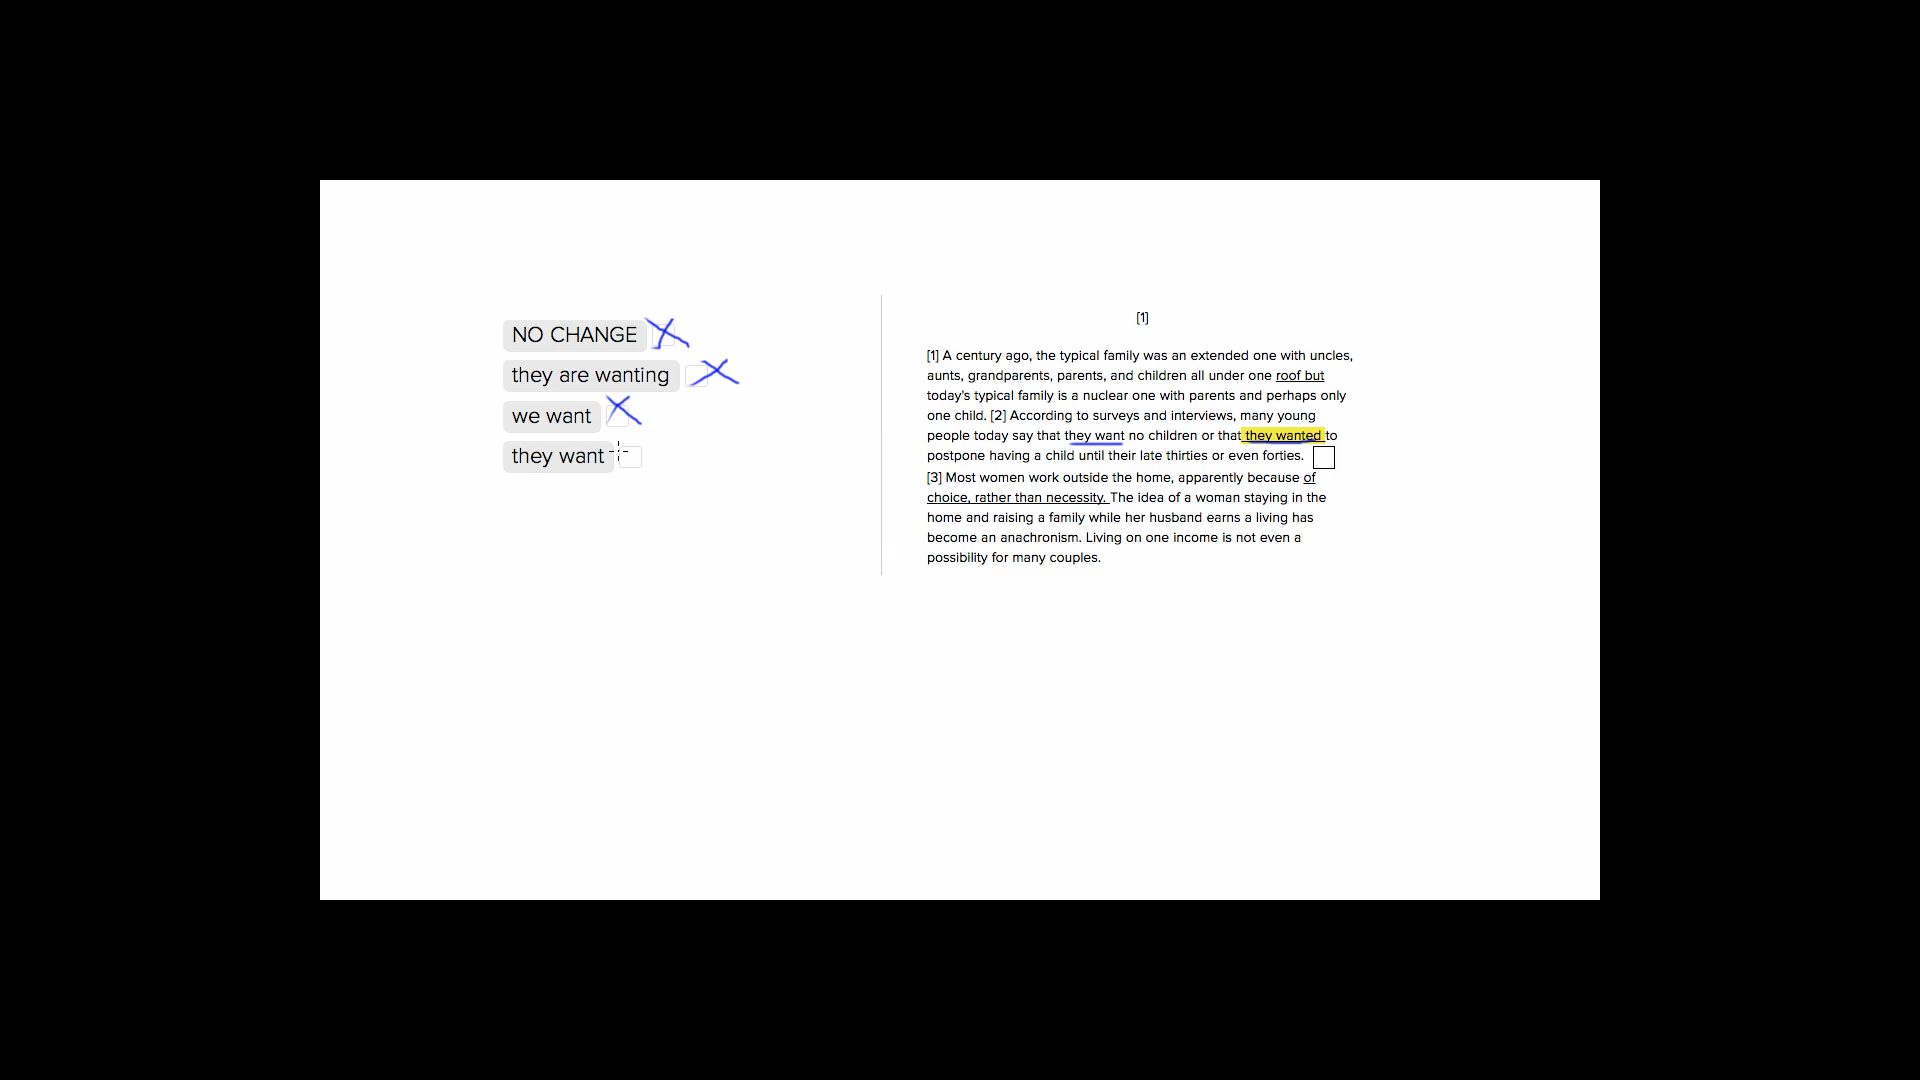 NO CHANGE
they are wanting
we want
they want
[1]
[1] A century ago, the typical family was an extended one with uncles,
aunts, grandparents, parents, and children all under one roof but
today's typical family is a nuclear one with parents and perhaps only
one child. [2] According to surveys and interviews, many young
people today say that they want no children or that they wanted to
postpone having a child until their late thirties or even forties.
[3] Most women work outside the home, apparently because of
choice, rather than necessity. The idea of a woman staying in the
home and raising a family while her husband earns a living has
become an anachronism. Living on one income is not even a
possibility for many couples.